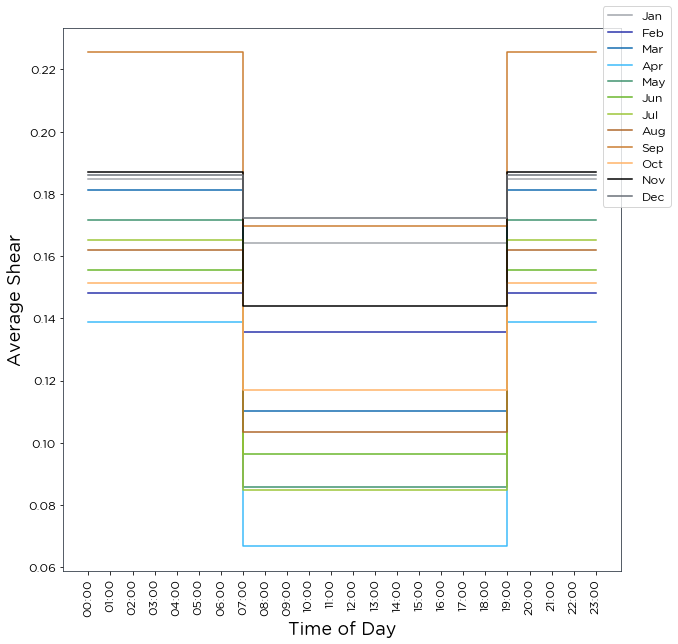 Jan
Feb
Mar
Apr
May
Jun
Jul
Aug
Sep
Oct
Nov
Dec
0.22
0.20
0.18
0.16
0.14
0.12
0.10
0.08
0.06
Average Shear
00:00
01:00
02:00
03:00
04:00
05:00
06:00
07:00
08:00
09:00
10:00
11:00
12:00
13:00
14:00
15:00
16:00
17:00
18:00
19:00
20:00
21:00
22:00
23:00
Time of Day